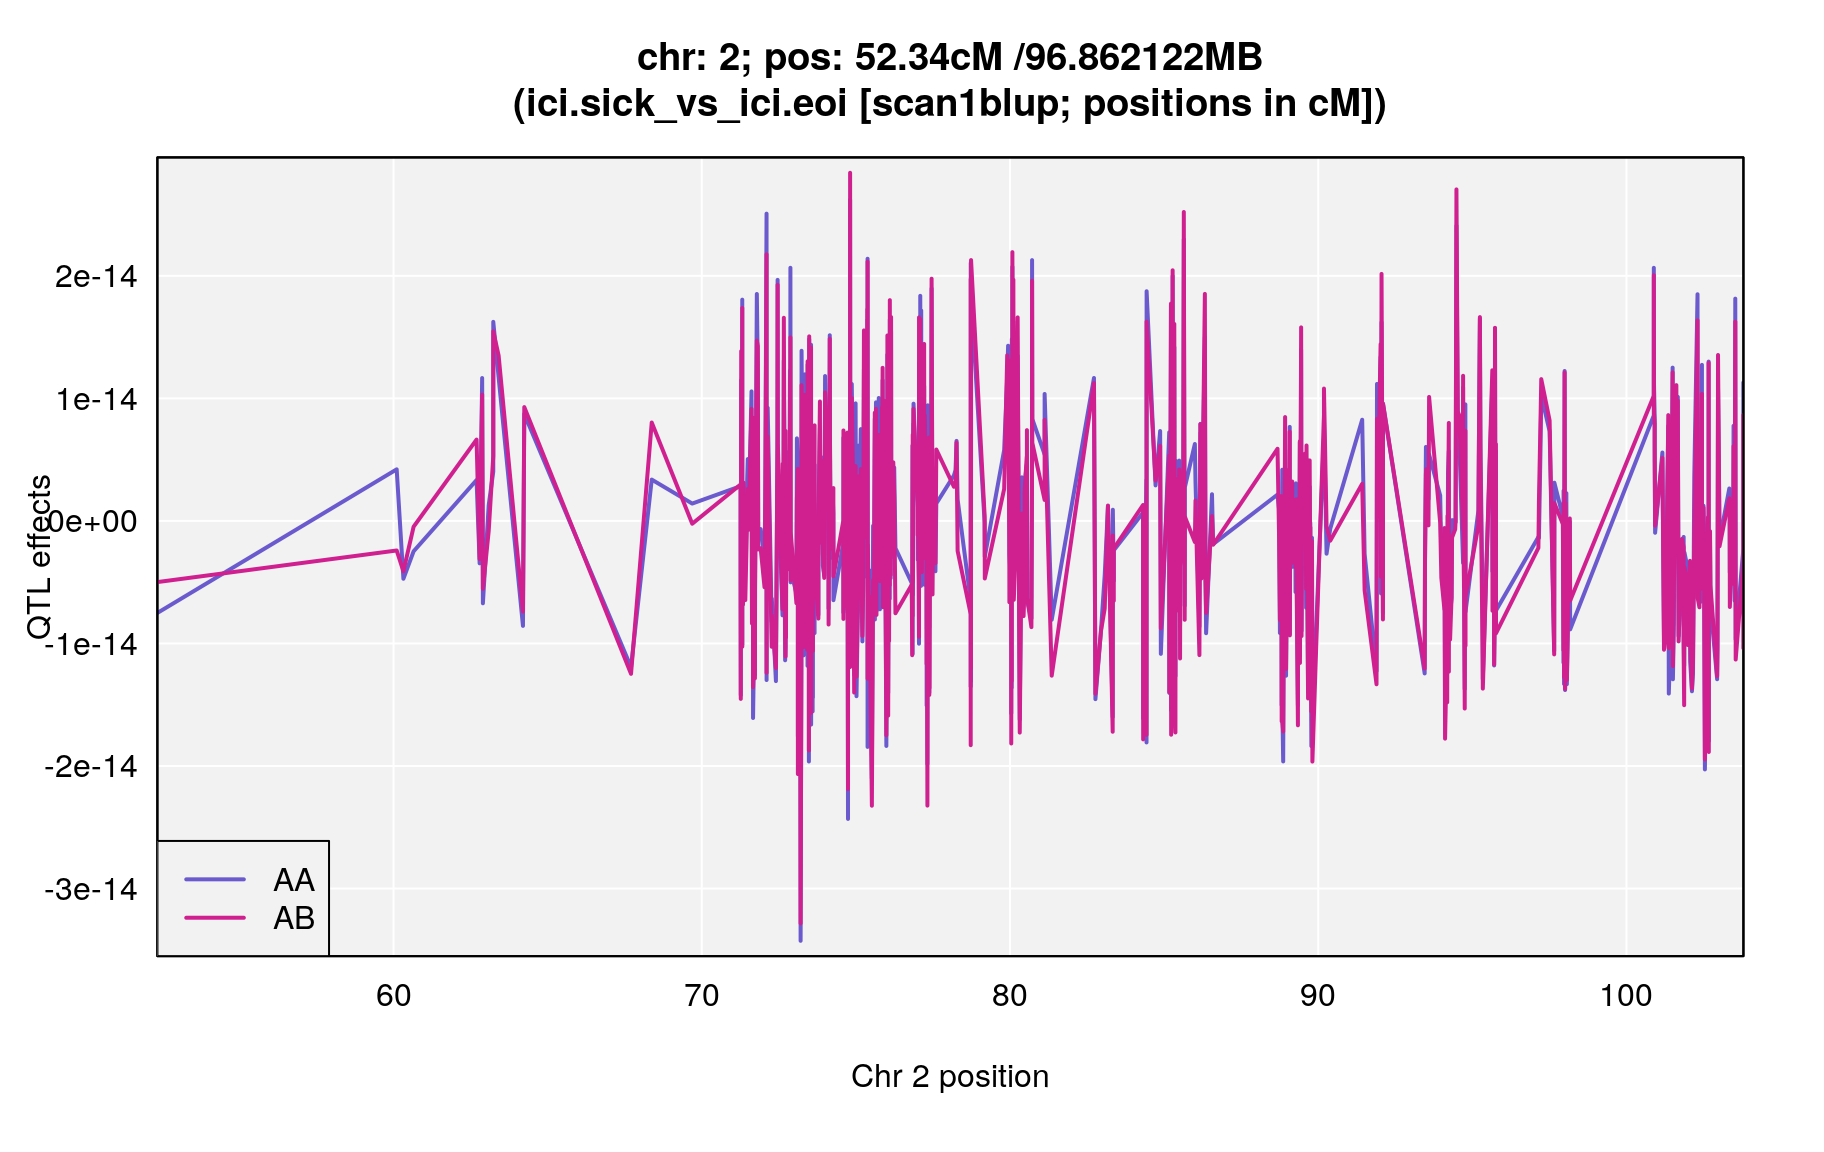 chr: 2; pos: 52.34cM /96.862122MB
(ici.sick_vs_ici.eoi [scan1blup; positions in cM])
QTL effects
2e-14
1e-14
0e+00
-1e-14
-2e-14
-3e-14
AA
AB
60 70 80 90 100
Chr 2 position